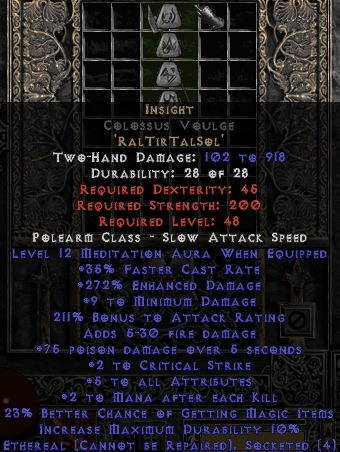 Insight
Colossus Voulge
'RalTirTalSol'
Two-Hand Damage: 102 to 918
Durability: 28 of 28
Required Dexterity: 45
Required Strength: 200
Required Level: 48
Polearm Class - Slow Attack Speed
Level 12 Meditation Aura When Equipped
+35% Faster Cast Rate
+272% Enhanced Damage
+9 to Minimum Damage
211% Bonus to Attack Rating
Adds 5-30 fire damage
+75 poison damage over 5 seconds
+2 to Critical Strike
+5 to all Attributes
+2 to Mana after each Kill
23% Better Chance of Getting Magic Items
Increase Maximum Durability 10%
Ethereal (Cannot be Repaired), Socketed (4)